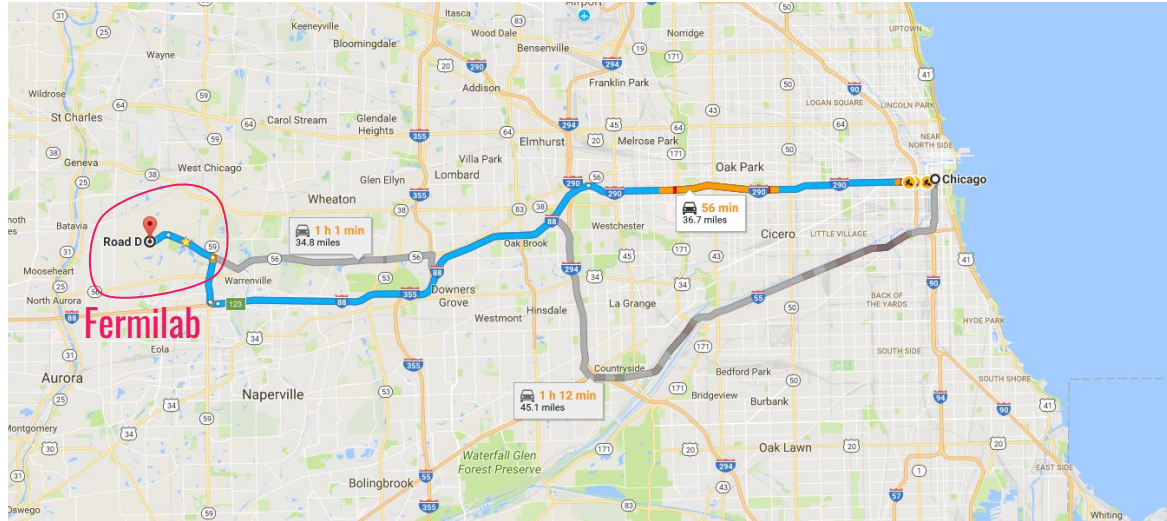 Itasca
Airport
Keeneyville
Wood Dale
Norridge
UPTOWN
Bloomingdale
Bensenville
Wayne
Addison
Franklin Park
LOGAN SQUARE
LINCOLN PARK
Wildrose
St Charles
Carol Stream
Glendale
Heights
Elmhurst
Melrose Park
NEAR
NORTH SIDE
Geneva
West Chicago
Villa Park
Oak Park
Glen Ellyn
Lombard
Chicago
Wheaton
56 min
36.7 miles
Batavia
Road D
1 h 1 min
34.8 miles
Oak Brook
Westchester
Cicero
LITTLE VILLAGE
Mooseheart
Warrenville
North Aurora
Downers
Grove
Hinsdale
La Grange
BACK OF
THE YARDS
123
Fermilab
Westmont
HYDE PARK
Eola
SOUTH SIDE
Aurora
Countryside
Bedford Park
SOUTH SHORE
Naperville
1 h 12 min
45.1 miles
Bridgeview
Burbank
Montgomery
Oak Lawn
Waterfall Glen
Forest Preserve
EAST SIDE
Bolingbrook
Oswego
Whiting